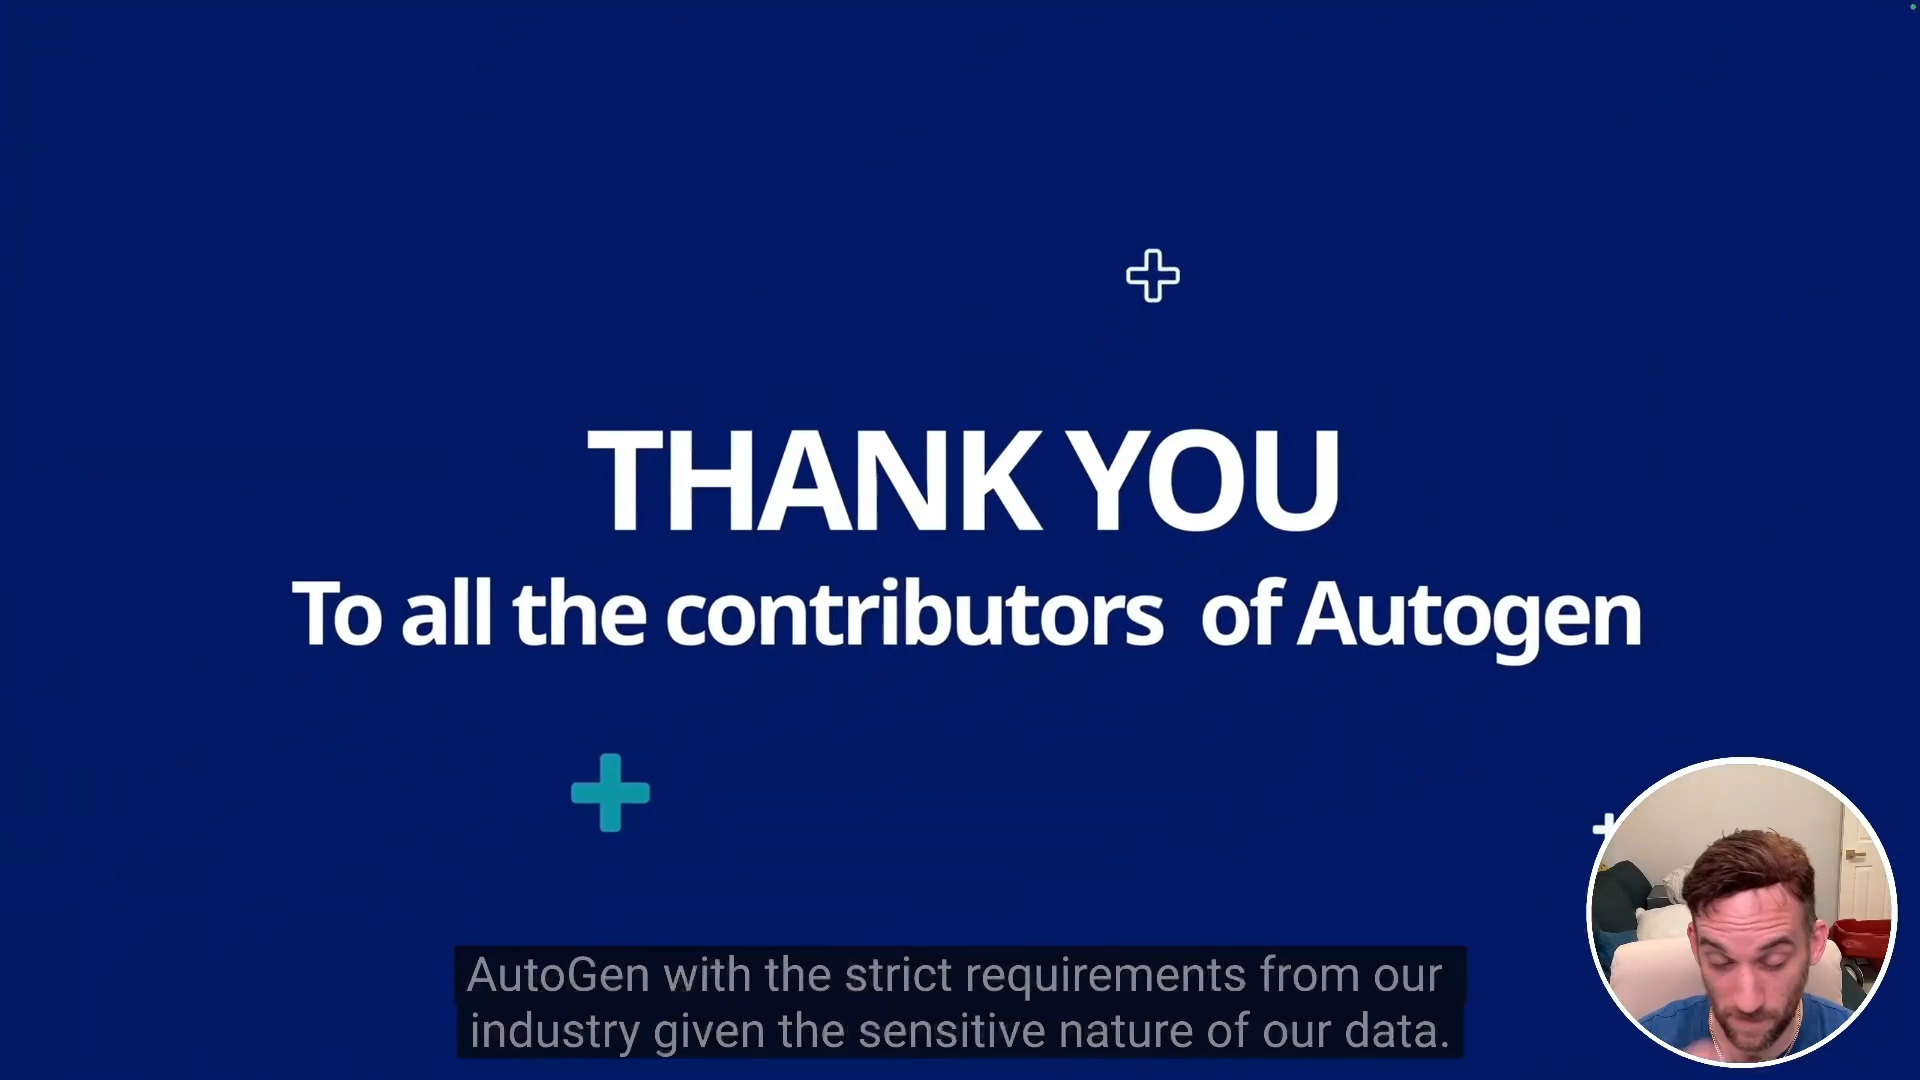 THANK YOU
To all the contributors of Autogen
AutoGen with the strict requirements from our
industry given the sensitive nature of our data.